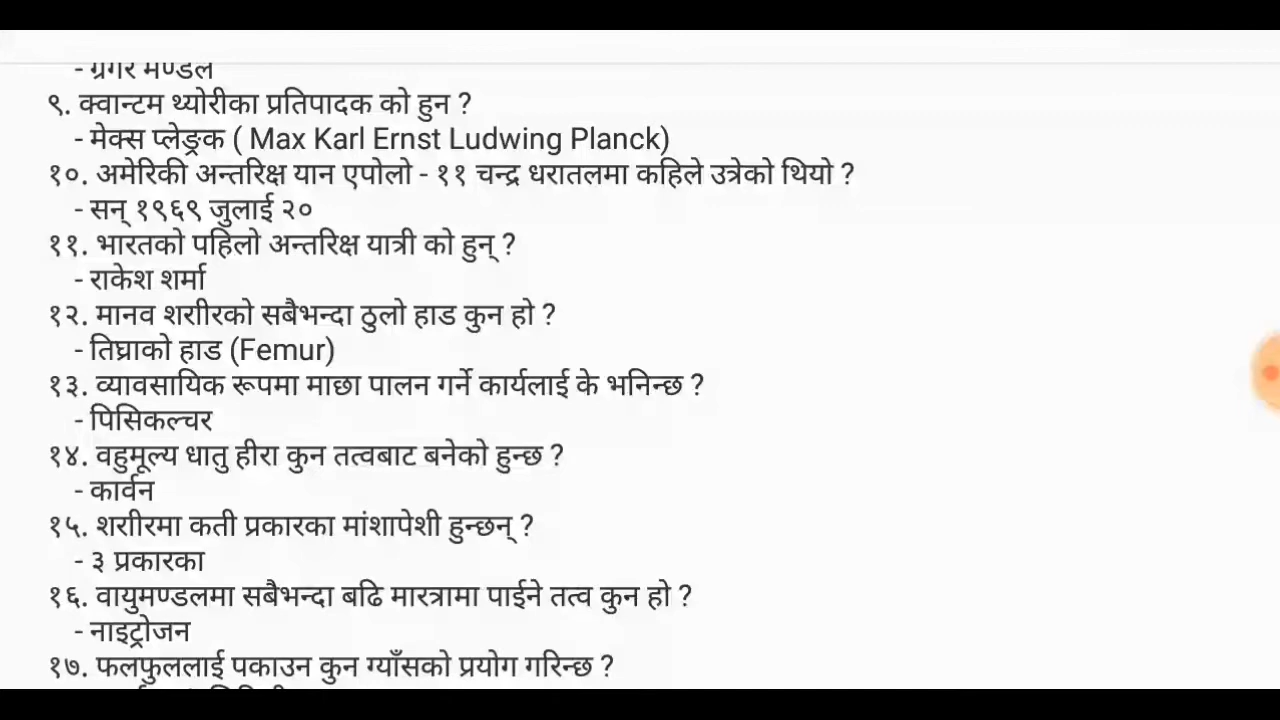 - ग्रेगर मेण्डल
९. क्वान्टम थ्योरीका प्रतिपादक को हुन ?
- मेक्स प्लेङ्क ( Max Karl Ernst Ludwing Planck)
१०. अमेरिकी अन्तरिक्ष यान एपोलो - ११ चन्द्र धरातलमा कहिले उत्रेको थियो ?
- सन् १९६९ जुलाई २०
११. भारतको पहिलो अन्तरिक्ष यात्री को हुन् ?
- राकेश शर्मा
१२. मानव शराीरको सबैभन्दा ठुलो हाड कुन हो ?
- तिघ्राको हाड (Femur)
१३. व्यावसायिक रूपमा माछा पालन गर्ने कार्यलाई के भनिन्छ ?
- पिसिकल्चर
१४. वहुमूल्य धातु हीरा कुन तत्वबाट बनेको हुन्छ ?
- कार्वन
१५. शराीरमा कती प्रकारका मांशापेशी हुन्छन् ?
- ३ प्रकारका
१६. वायुमण्डलमा सबैभन्दा बढि मारत्रामा पाईने तत्व कुन हो ?
- नाइट्रोजन
१७. फलफुललाई पकाउन कुन ग्याँसको प्रयोग गरिन्छ ?